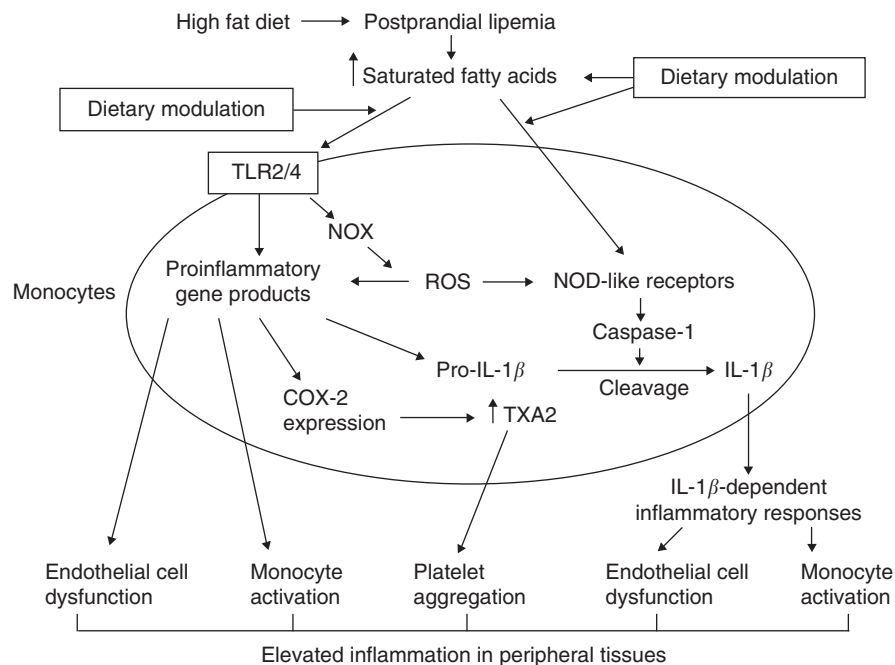 High fat diet
Postprandial lipemia
Saturated fatty acids
Dietary modulation
Dietary modulation
TLR2/4
NOX
Proinflammatory
gene products
ROS
NOD-like receptors
Monocytes
Caspase-1
Pro-IL-1β
Cleavage
IL-1β
COX-2
expression
TXA2
IL-1β-dependent
inflammatory responses
Endothelial cell
dysfunction
Monocyte
activation
Platelet
aggregation
Endothelial cell
dysfunction
Monocyte
activation
Elevated inflammation in peripheral tissues